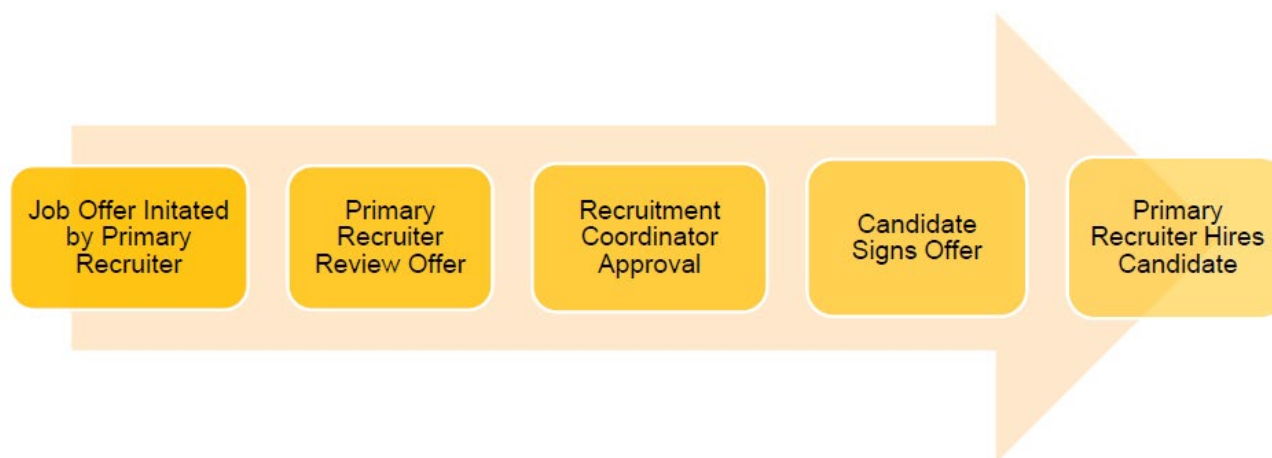 Job Offer Initated
by Primary
Recruiter
Primary
Recruiter
Review Offer
Recruitment
Coordinator
Approval
Candidate
Signs Offer
Primary
Recruiter Hires
Candidate